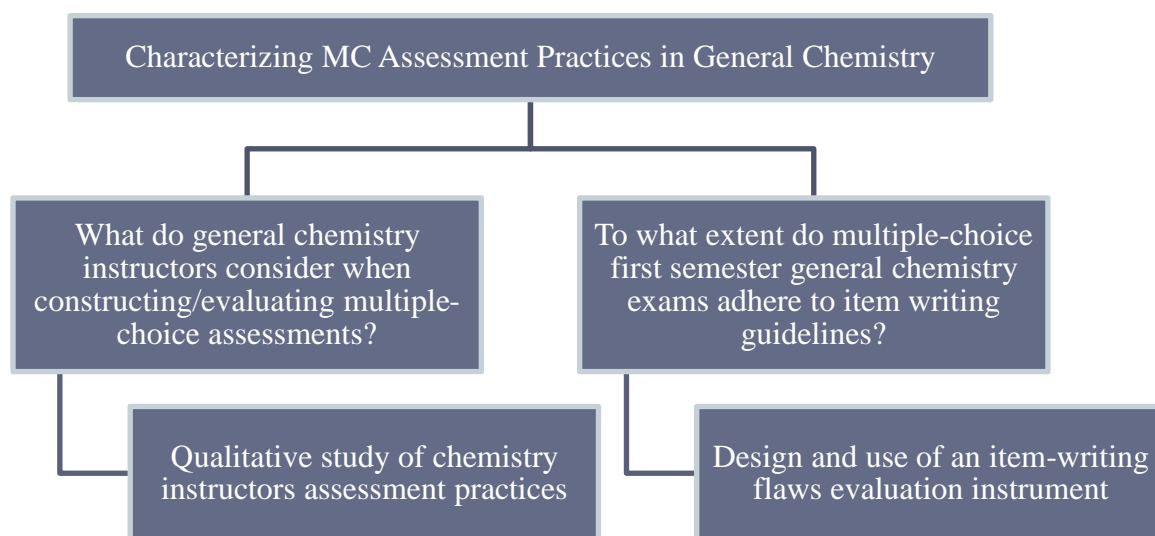 Characterizing MC Assessment Practices in General Chemistry
What do general chemistry
instructors consider when
constructing/evaluating multiple-
choice assessments?
To what extent do multiple-choice
first semester general chemistry
exams adhere to item writing
guidelines?
Qualitative study of chemistry
instructors assessment practices
Design and use of an item-writing
flaws evaluation instrument